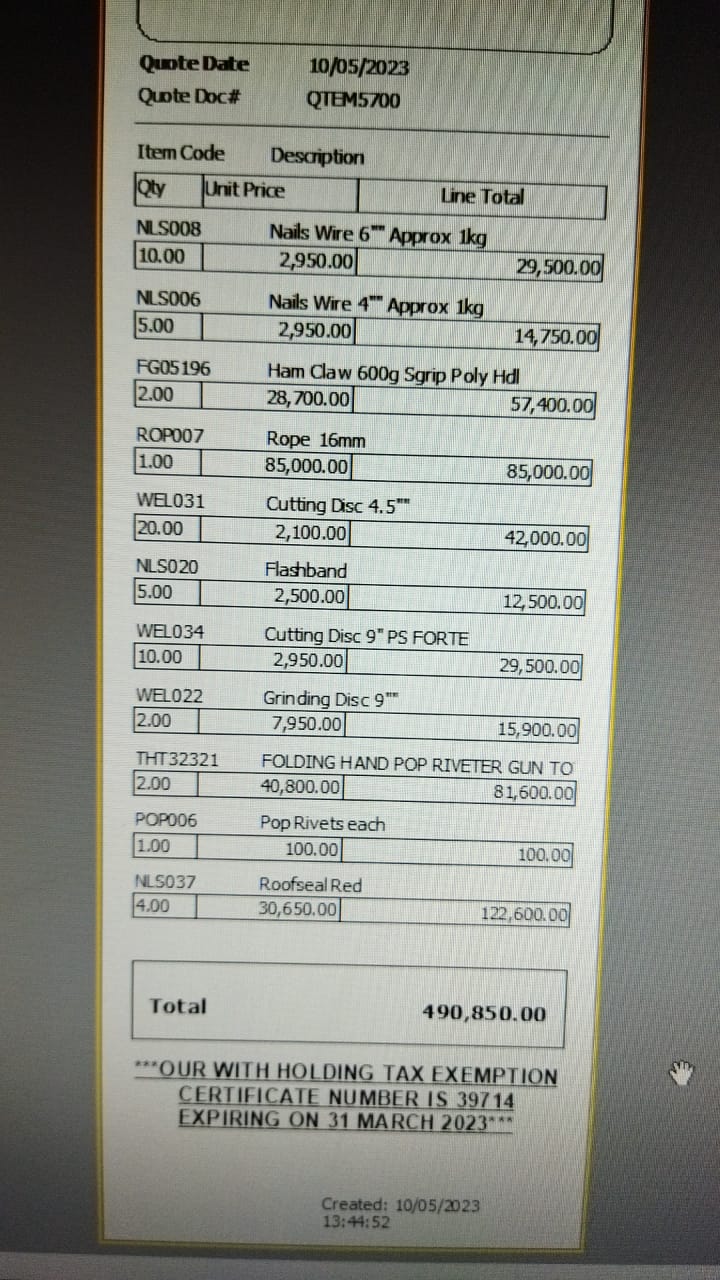 Quote Date 10/05/2023
Quote Doc# QTEM5700
Item Code Description
Qty Unit Price Line Total
NLS008 Nails Wire 6"" Approx 1kg
10.00 2,950.00 29,500.00
NLS006 Nails Wire 4"" Approx 1kg
5.00 2,950.00 14,750.00
FG05196 Ham Claw 600g Sgrip Poly Hdl
2.00 28,700.00 57,400.00
ROP007 Rope 16mm
1.00 85,000.00 85,000.00
WEL031 Cutting Disc 4.5""
20.00 2,100.00 42,000.00
NLS020 Flashband
5.00 2,500.00 12,500.00
WEL034 Cutting Disc 9" PS FORTE
10.00 2,950.00 29,500.00
WEL022 Grinding Disc 9""
2.00 7,950.00 15,900.00
THT32321 FOLDING HAND POP RIVETER GUN TO
2.00 40,800.00 81,600.00
POP006 Pop Rivets each
1.00 100.00 100.00
NLS037 Roofseal Red
4.00 30,650.00 122,600.00
Total 490,850.00
***OUR WITH HOLDING TAX EXEMPTION
CERTIFICATE NUMBER IS 39714
EXPIRING ON 31 MARCH 2023***
Created: 10/05/2023
13:44:52